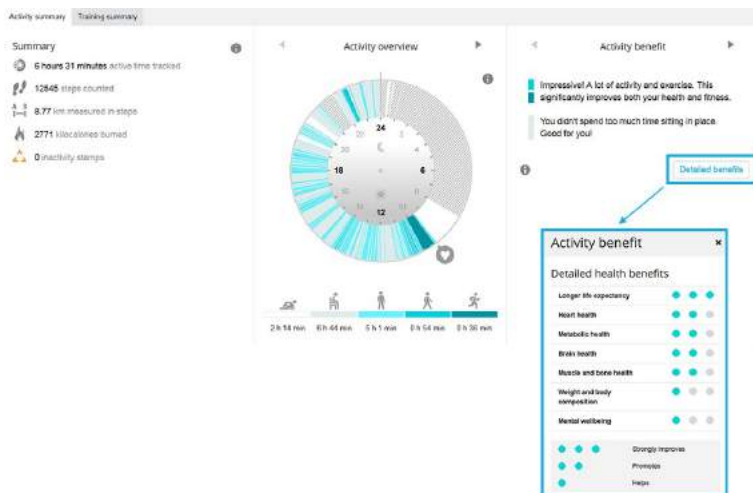 Activity summary
Training summary
Summary
6 hours 31 minutes active time tracked
12845 steps counted
8.77 km measured in steps
2771 kilocalories burned
0 inactivity stamps
Activity overview
24
20
4
18
6
12
2 h 14 min
6 h 44 min
5 h 1 min
0 h 54 min
0 h 36 min
Activity benefit
Impressive! A lot of activity and exercise. This
significantly improves both your health and fitness.
You didn't spend too much time sitting in place.
Good for you!
Detailed benefits
Activity benefit
Detailed health benefits
Longer life expectancy
Heart health
Metabolic health
Brain health
Muscle and bone health
Weight and body
composition
Mental wellbeing
Strongly improves
Promotes
Helps